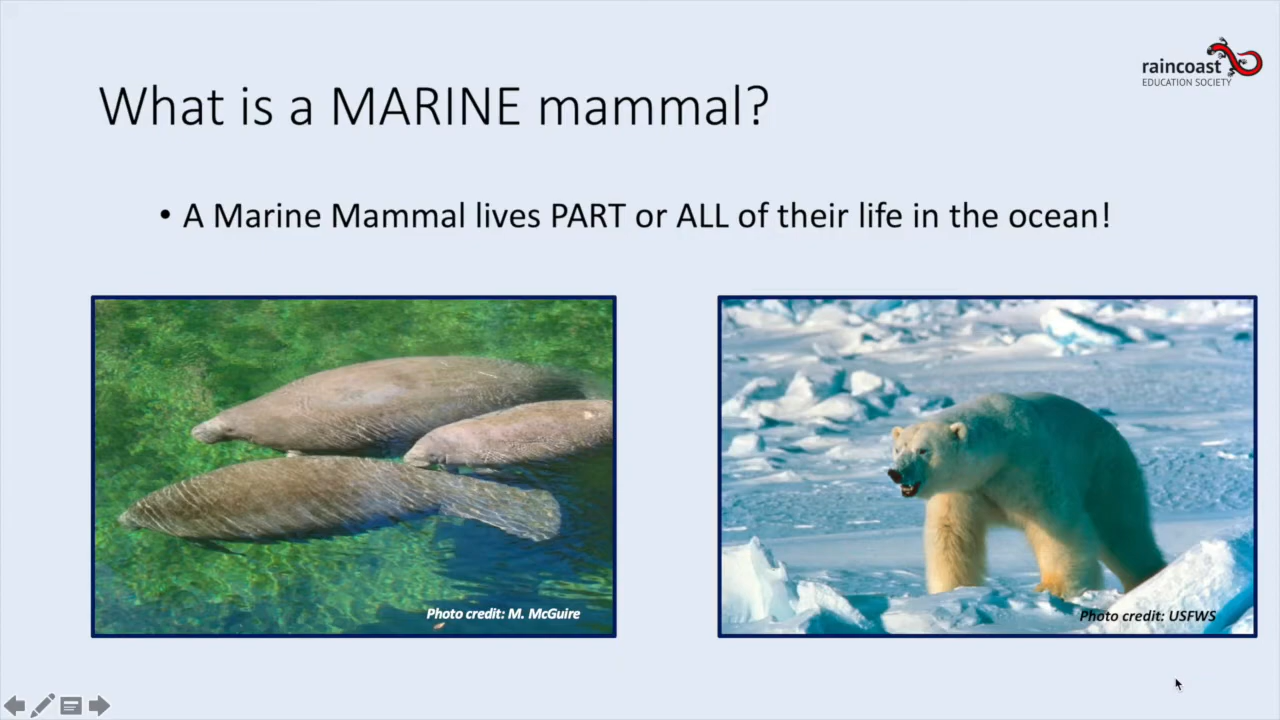 raincoast
EDUCATION SOCIETY
What is a MARINE mammal?
• A Marine Mammal lives PART or ALL of their life in the ocean!
Photo credit: M. McGuire
Photo credit: USFWS